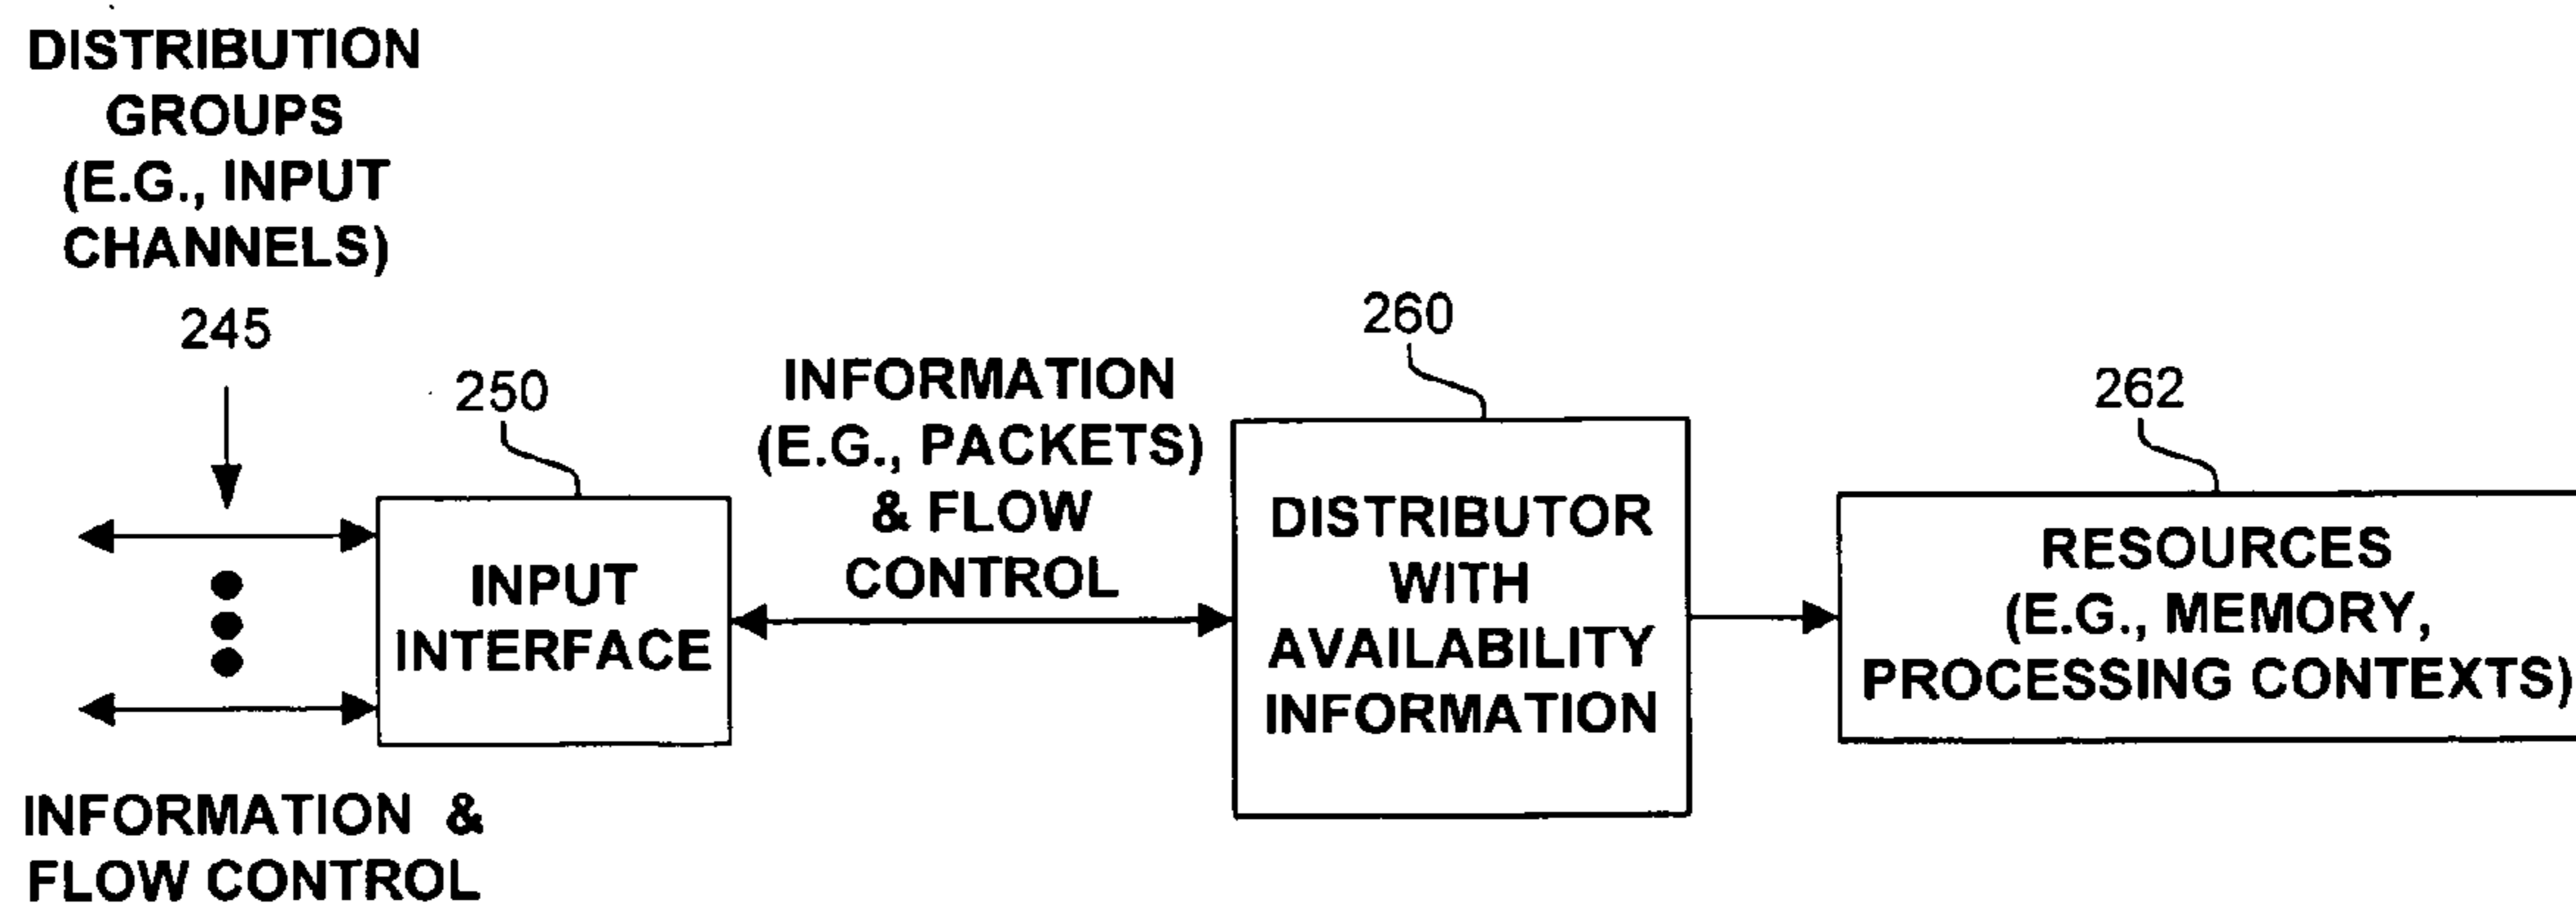 DISTRIBUTION
GROUPS
(E.G., INPUT
CHANNELS)
245
250
INPUT
INTERFACE
INFORMATION &
FLOW CONTROL
INFORMATION
(E.G., PACKETS)
& FLOW
CONTROL
260
DISTRIBUTOR
WITH
AVAILABILITY
INFORMATION
262
RESOURCES
(E.G., MEMORY,
PROCESSING CONTEXTS)